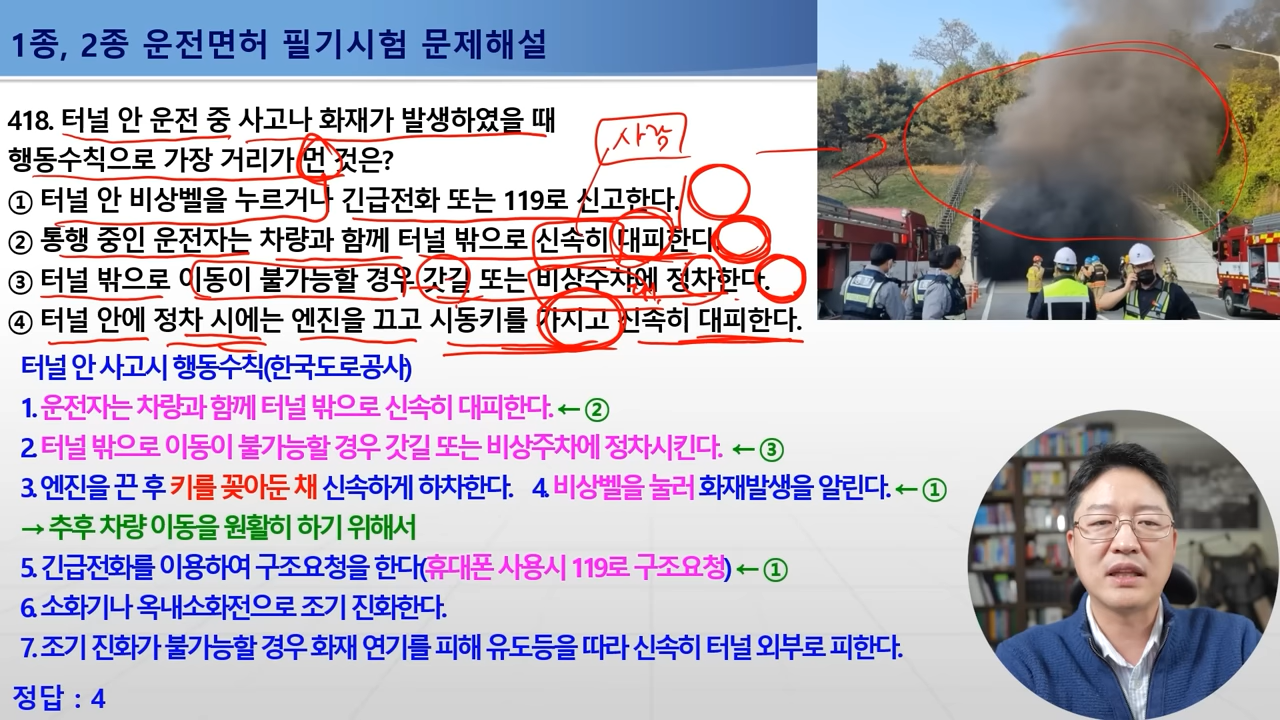 1종, 2종 운전면허 필기시험 문제해설
418. 터널 안 운전 중 사고나 화재가 발생하였을 때
행동수칙으로 가장 거리가 먼 것은?
사람
① 터널 안 비상벨을 누르거나 긴급전화 또는 119로 신고한다.
② 통행 중인 운전자는 차량과 함께 터널 밖으로 신속히 대피한다.
③ 터널 밖으로 이동이 불가능할 경우 갓길 또는 비상주차에 정차한다.
④ 터널 안에 정차 시에는 엔진을 끄고 시동키를 가지고 신속히 대피한다.
터널 안 사고시 행동수칙(한국도로공사)
1. 운전자는 차량과 함께 터널 밖으로 신속히 대피한다. ← ②
2. 터널 밖으로 이동이 불가능할 경우 갓길 또는 비상주차에 정차시킨다. ← ③
3. 엔진을 끈 후 키를 꽂아둔 채 신속하게 하차한다. 4. 비상벨을 눌러 화재발생을 알린다. ← ①
→ 추후 차량 이동을 원활히 하기 위해서
5. 긴급전화를 이용하여 구조요청을 한다(휴대폰 사용시 119로 구조요청) ← ①
6. 소화기나 옥내소화전으로 조기 진화한다.
7. 조기 진화가 불가능할 경우 화재 연기를 피해 유도등을 따라 신속히 터널 외부로 피한다.
정답 : 4